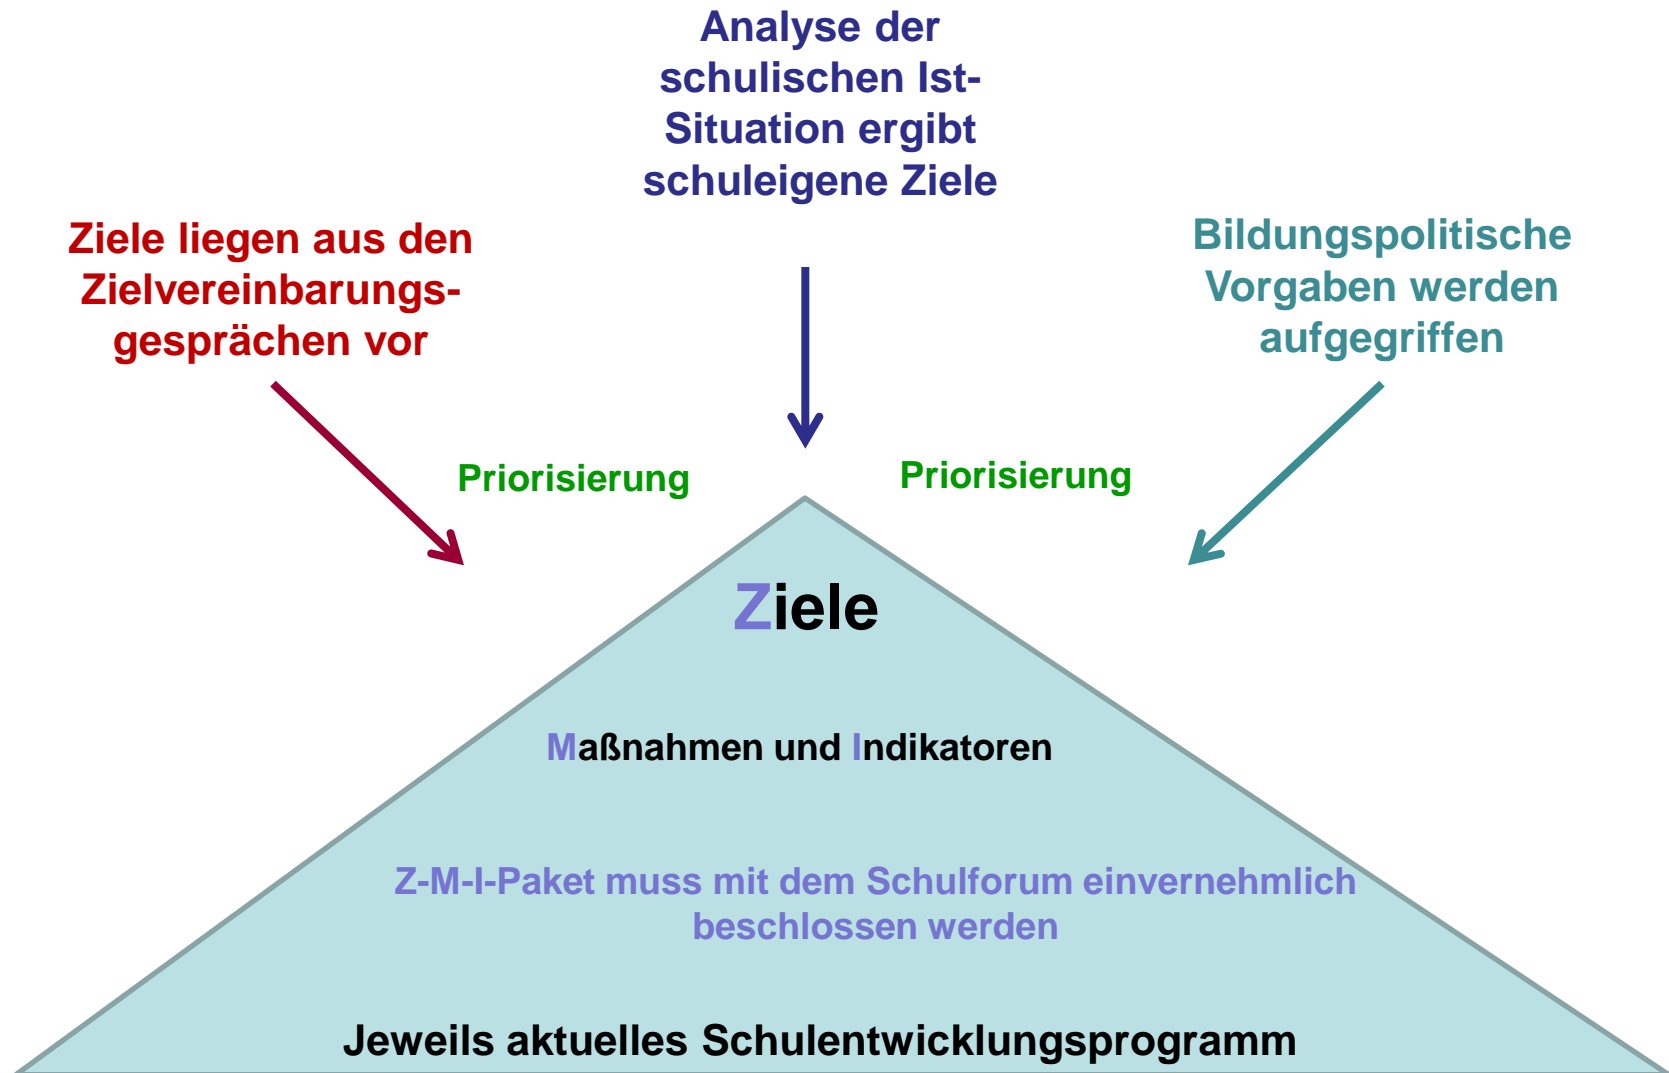 Analyse der
schulischen Ist-
Situation ergibt
schuleigene Ziele
Ziele liegen aus den
Zielvereinbarungs-
gesprächen vor
Bildungspolitische
Vorgaben werden
aufgegriffen
Priorisierung
Priorisierung
Ziele
Maßnahmen und Indikatoren
Z-M-I-Paket muss mit dem Schulforum einvernehmlich
beschlossen werden
Jeweils aktuelles Schulentwicklungsprogramm